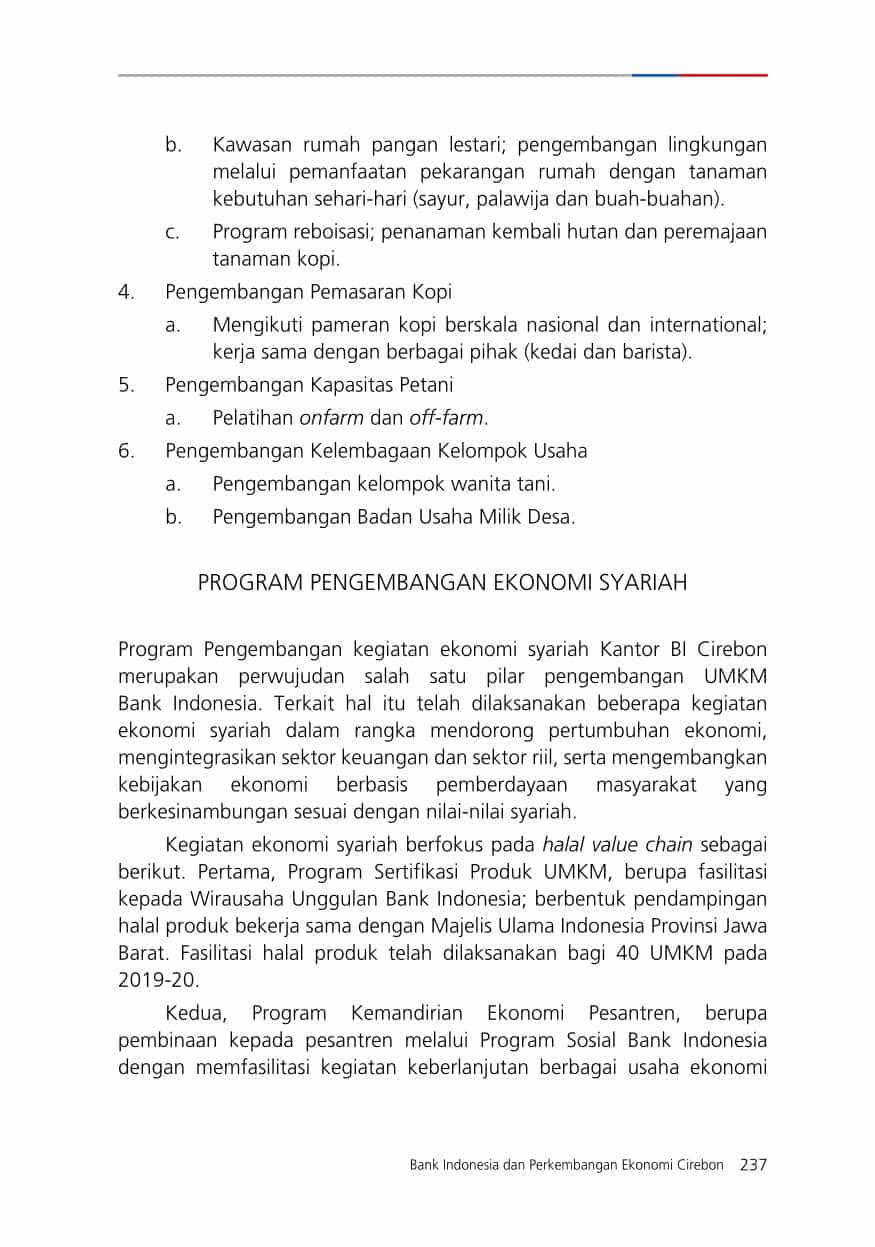 b. Kawasan rumah pangan lestari; pengembangan lingkungan
melalui pemanfaatan pekarangan rumah dengan tanaman
kebutuhan sehari-hari (sayur, palawija dan buah-buahan).
c. Program reboisasi; penanaman kembali hutan dan peremajaan
tanaman kopi.
4. Pengembangan Pemasaran Kopi
a. Mengikuti pameran kopi berskala nasional dan international;
kerja sama dengan berbagai pihak (kedai dan barista).
5. Pengembangan Kapasitas Petani
a. Pelatihan onfarm dan off-farm.
6. Pengembangan Kelembagaan Kelompok Usaha
a. Pengembangan kelompok wanita tani.
b. Pengembangan Badan Usaha Milik Desa.
PROGRAM PENGEMBANGAN EKONOMI SYARIAH
Program Pengembangan kegiatan ekonomi syariah Kantor BI Cirebon
merupakan perwujudan salah satu pilar pengembangan UMKM
Bank Indonesia. Terkait hal itu telah dilaksanakan beberapa kegiatan
ekonomi syariah dalam rangka mendorong pertumbuhan ekonomi,
mengintegrasikan sektor keuangan dan sektor riil, serta mengembangkan
kebijakan ekonomi berbasis pemberdayaan masyarakat yang
berkesinambungan sesuai dengan nilai-nilai syariah.
Kegiatan ekonomi syariah berfokus pada halal value chain sebagai
berikut. Pertama, Program Sertifikasi Produk UMKM, berupa fasilitasi
kepada Wirausaha Unggulan Bank Indonesia; berbentuk pendampingan
halal produk bekerja sama dengan Majelis Ulama Indonesia Provinsi Jawa
Barat. Fasilitasi halal produk telah dilaksanakan bagi 40 UMKM pada
2019-20.
Kedua, Program Kemandirian Ekonomi Pesantren, berupa
pembinaan kepada pesantren melalui Program Sosial Bank Indonesia
dengan memfasilitasi kegiatan keberlanjutan berbagai usaha ekonomi
Bank Indonesia dan Perkembangan Ekonomi Cirebon 237